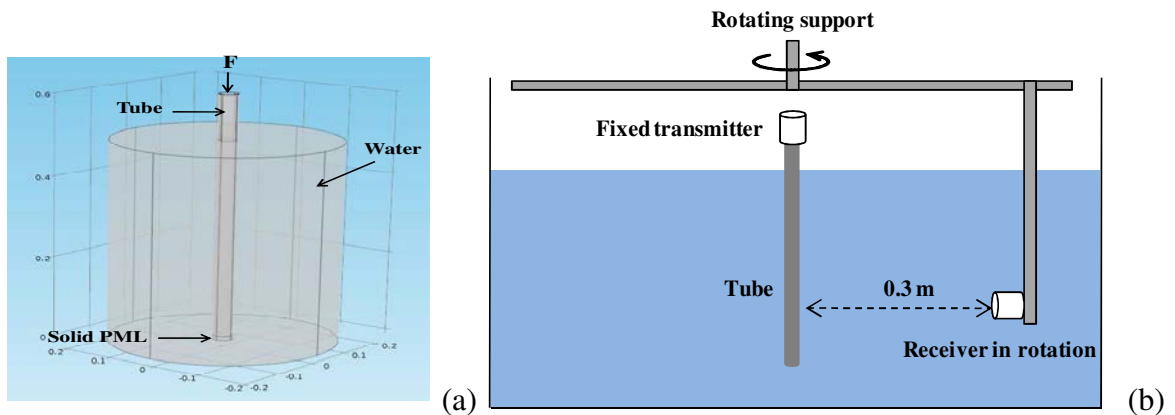 F
Tube
Water
Solid PML
0.6
0.4
0.2
0
0.2
0.1
0
-0.1
-0.2
-0.2
-0.1
0
0.1
0.2
(a)
Rotating support
Fixed transmitter
Tube
0.3 m
Receiver in rotation
(b)